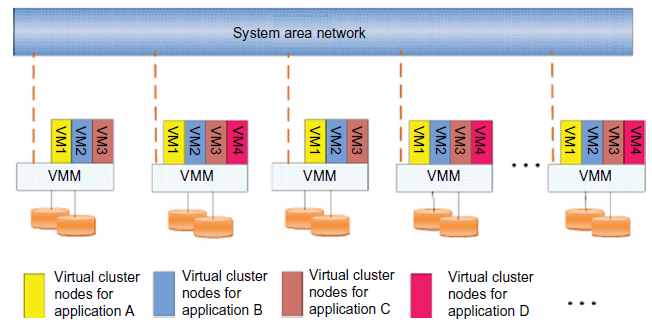 System area network
VM1
VM2
VM3
VM1
VM2
VM3
VM4
VM1
VM2
VM3
VM1
VM2
VM3
VM4
VM1
VM2
VM3
VM4
VMM
VMM
VMM
VMM
VMM
Virtual cluster
nodes for
application A
Virtual cluster
nodes for
application B
Virtual cluster
nodes for
application C
Virtual cluster
nodes for
application D